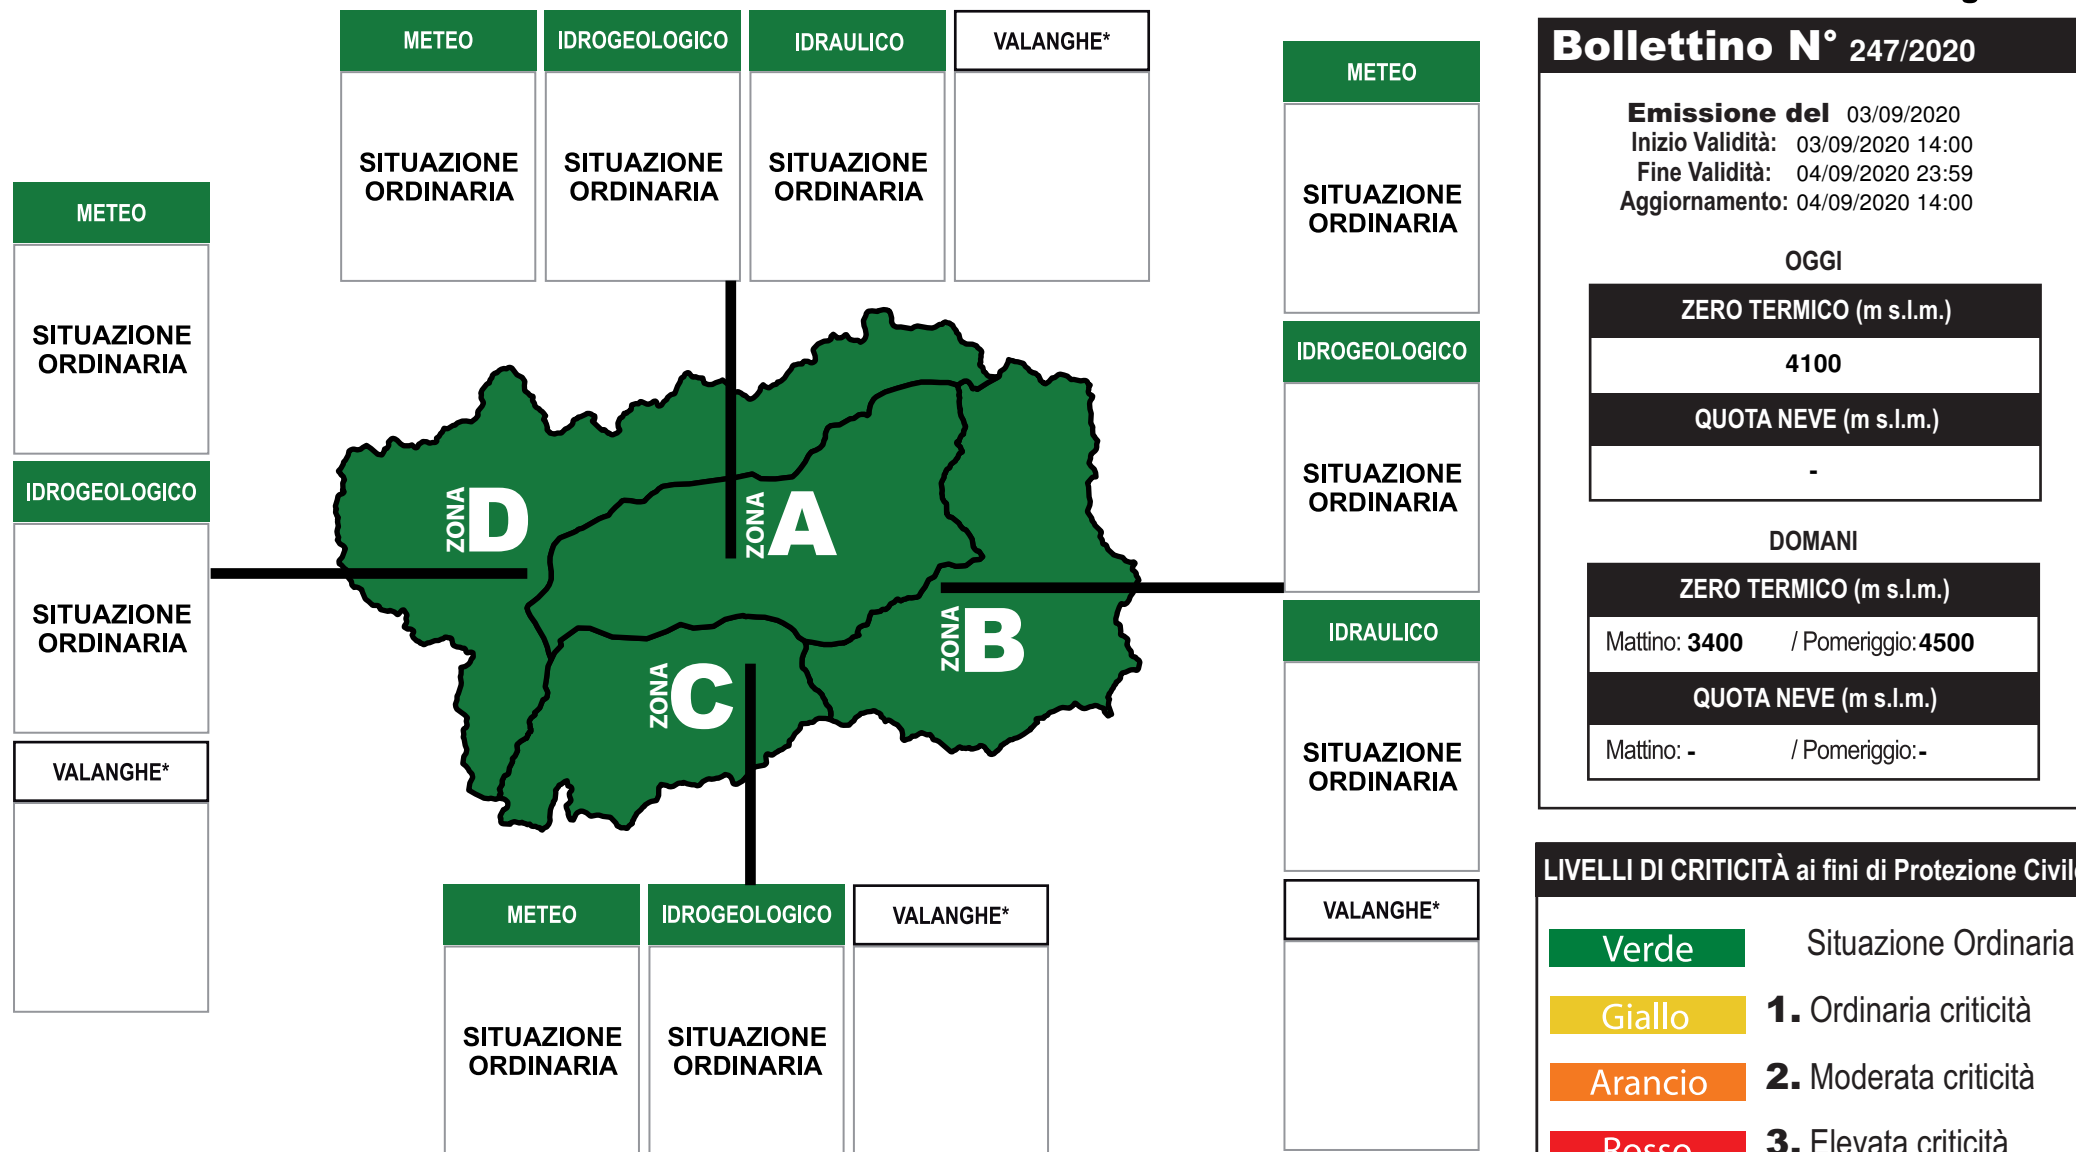 METEO IDROGEOLOGICO IDRAULICO VALANGHE*
SITUAZIONE ORDINARIA
SITUAZIONE ORDINARIA
SITUAZIONE ORDINARIA
METEO
SITUAZIONE
ORDINARIA
IDROGEOLOGICO
SITUAZIONE
ORDINARIA
VALANGHE*
ZONA D
ZONA A
ZONA B
ZONA C
METEO
SITUAZIONE
ORDINARIA
IDROGEOLOGICO
SITUAZIONE
ORDINARIA
IDRAULICO
SITUAZIONE
ORDINARIA
VALANGHE*
METEO IDROGEOLOGICO VALANGHE*
SITUAZIONE ORDINARIA
SITUAZIONE ORDINARIA
Bollettino N° 247/2020
Emissione del 03/09/2020
Inizio Validità: 03/09/2020 14:00
Fine Validità: 04/09/2020 23:59
Aggiornamento: 04/09/2020 14:00
OGGI
ZERO TERMICO (m s.l.m.)
4100
QUOTA NEVE (m s.l.m.)
-
DOMANI
ZERO TERMICO (m s.l.m.)
Mattino: 3400 / Pomeriggio: 4500
QUOTA NEVE (m s.l.m.)
Mattino: - / Pomeriggio: -
LIVELLI DI CRITICITÀ ai fini di Protezione Civile
Verde Situazione Ordinaria
Giallo 1. Ordinaria criticità
Arancio 2. Moderata criticità
Rosso 3. Elevata criticità